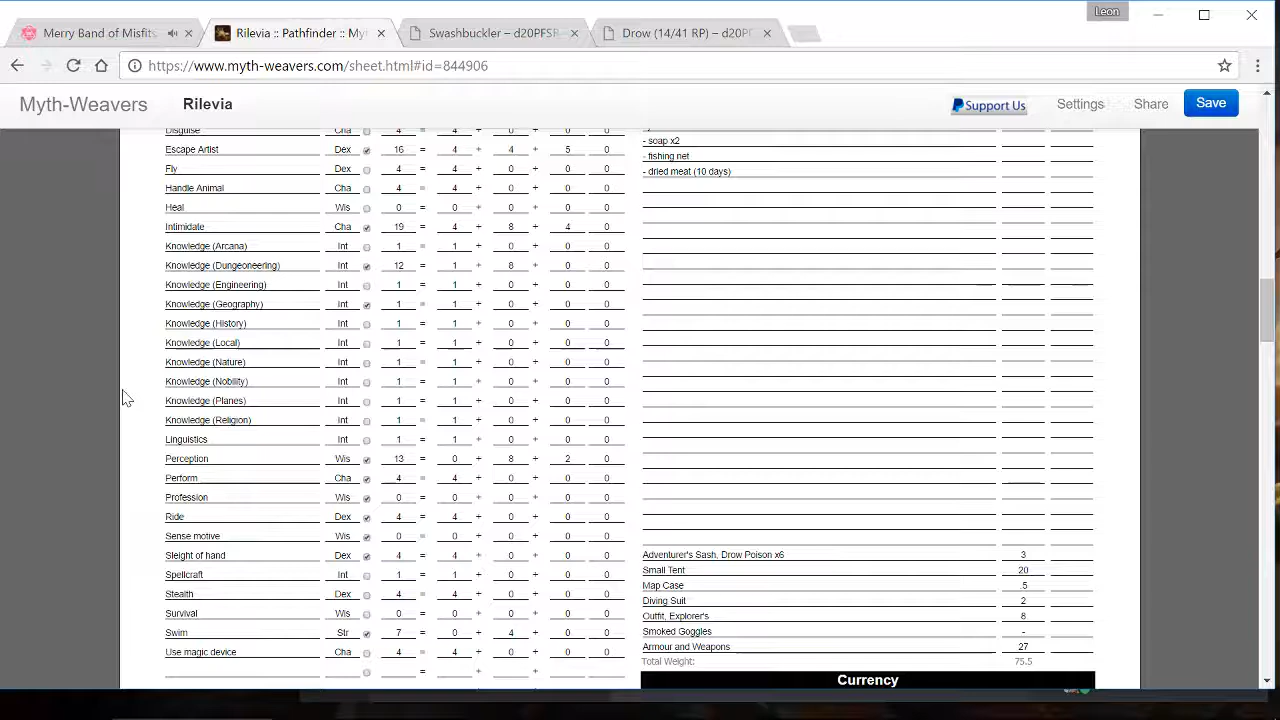 Leon
Merry Band of Misfits
Rilevia :: Pathfinder :: My
Swashbuckler – d20PFSR
Drow (14/41 RP) – d20PF
https://www.myth-weavers.com/sheet.html#id=844906
Myth-Weavers
Rilevia
PayPal Support Us
Settings
Share
Save
Disguise Cha 4 = 4 + 0 + 0 0
Escape Artist Dex 16 = 4 + 4 + 5 0
Fly Dex 4 = 4 + 0 + 0 0
Handle Animal Cha 4 = 4 + 0 + 0 0
Heal Wis 0 = 0 + 0 + 0 0
Intimidate Cha 19 = 4 + 8 + 4 0
Knowledge (Arcana) Int 1 = 1 + 0 + 0 0
Knowledge (Dungeoneering) Int 12 = 1 + 8 + 0 0
Knowledge (Engineering) Int 1 = 1 + 0 + 0 0
Knowledge (Geography) Int 1 = 1 + 0 + 0 0
Knowledge (History) Int 1 = 1 + 0 + 0 0
Knowledge (Local) Int 1 = 1 + 0 + 0 0
Knowledge (Nature) Int 1 = 1 + 0 + 0 0
Knowledge (Nobility) Int 1 = 1 + 0 + 0 0
Knowledge (Planes) Int 1 = 1 + 0 + 0 0
Knowledge (Religion) Int 1 = 1 + 0 + 0 0
Linguistics Int 1 = 1 + 0 + 0 0
Perception Wis 13 = 0 + 8 + 2 0
Perform Cha 4 = 4 + 0 + 0 0
Profession Wis 0 = 0 + 0 + 0 0
Ride Dex 4 = 4 + 0 + 0 0
Sense motive Wis 0 = 0 + 0 + 0 0
Sleight of hand Dex 4 = 4 + 0 + 0 0
Spellcraft Int 1 = 1 + 0 + 0 0
Stealth Dex 4 = 4 + 0 + 0 0
Survival Wis 0 = 0 + 0 + 0 0
Swim Str 7 = 0 + 4 + 0 0
Use magic device Cha 4 = 4 + 0 + 0 0
= + +
- soap x2
- fishing net
- dried meat (10 days)
Adventurer's Sash, Drow Poison x6 3
Small Tent 20
Map Case .5
Diving Suit 2
Outfit, Explorer's 8
Smoked Goggles -
Armour and Weapons 27
Total Weight: 75.5
Currency